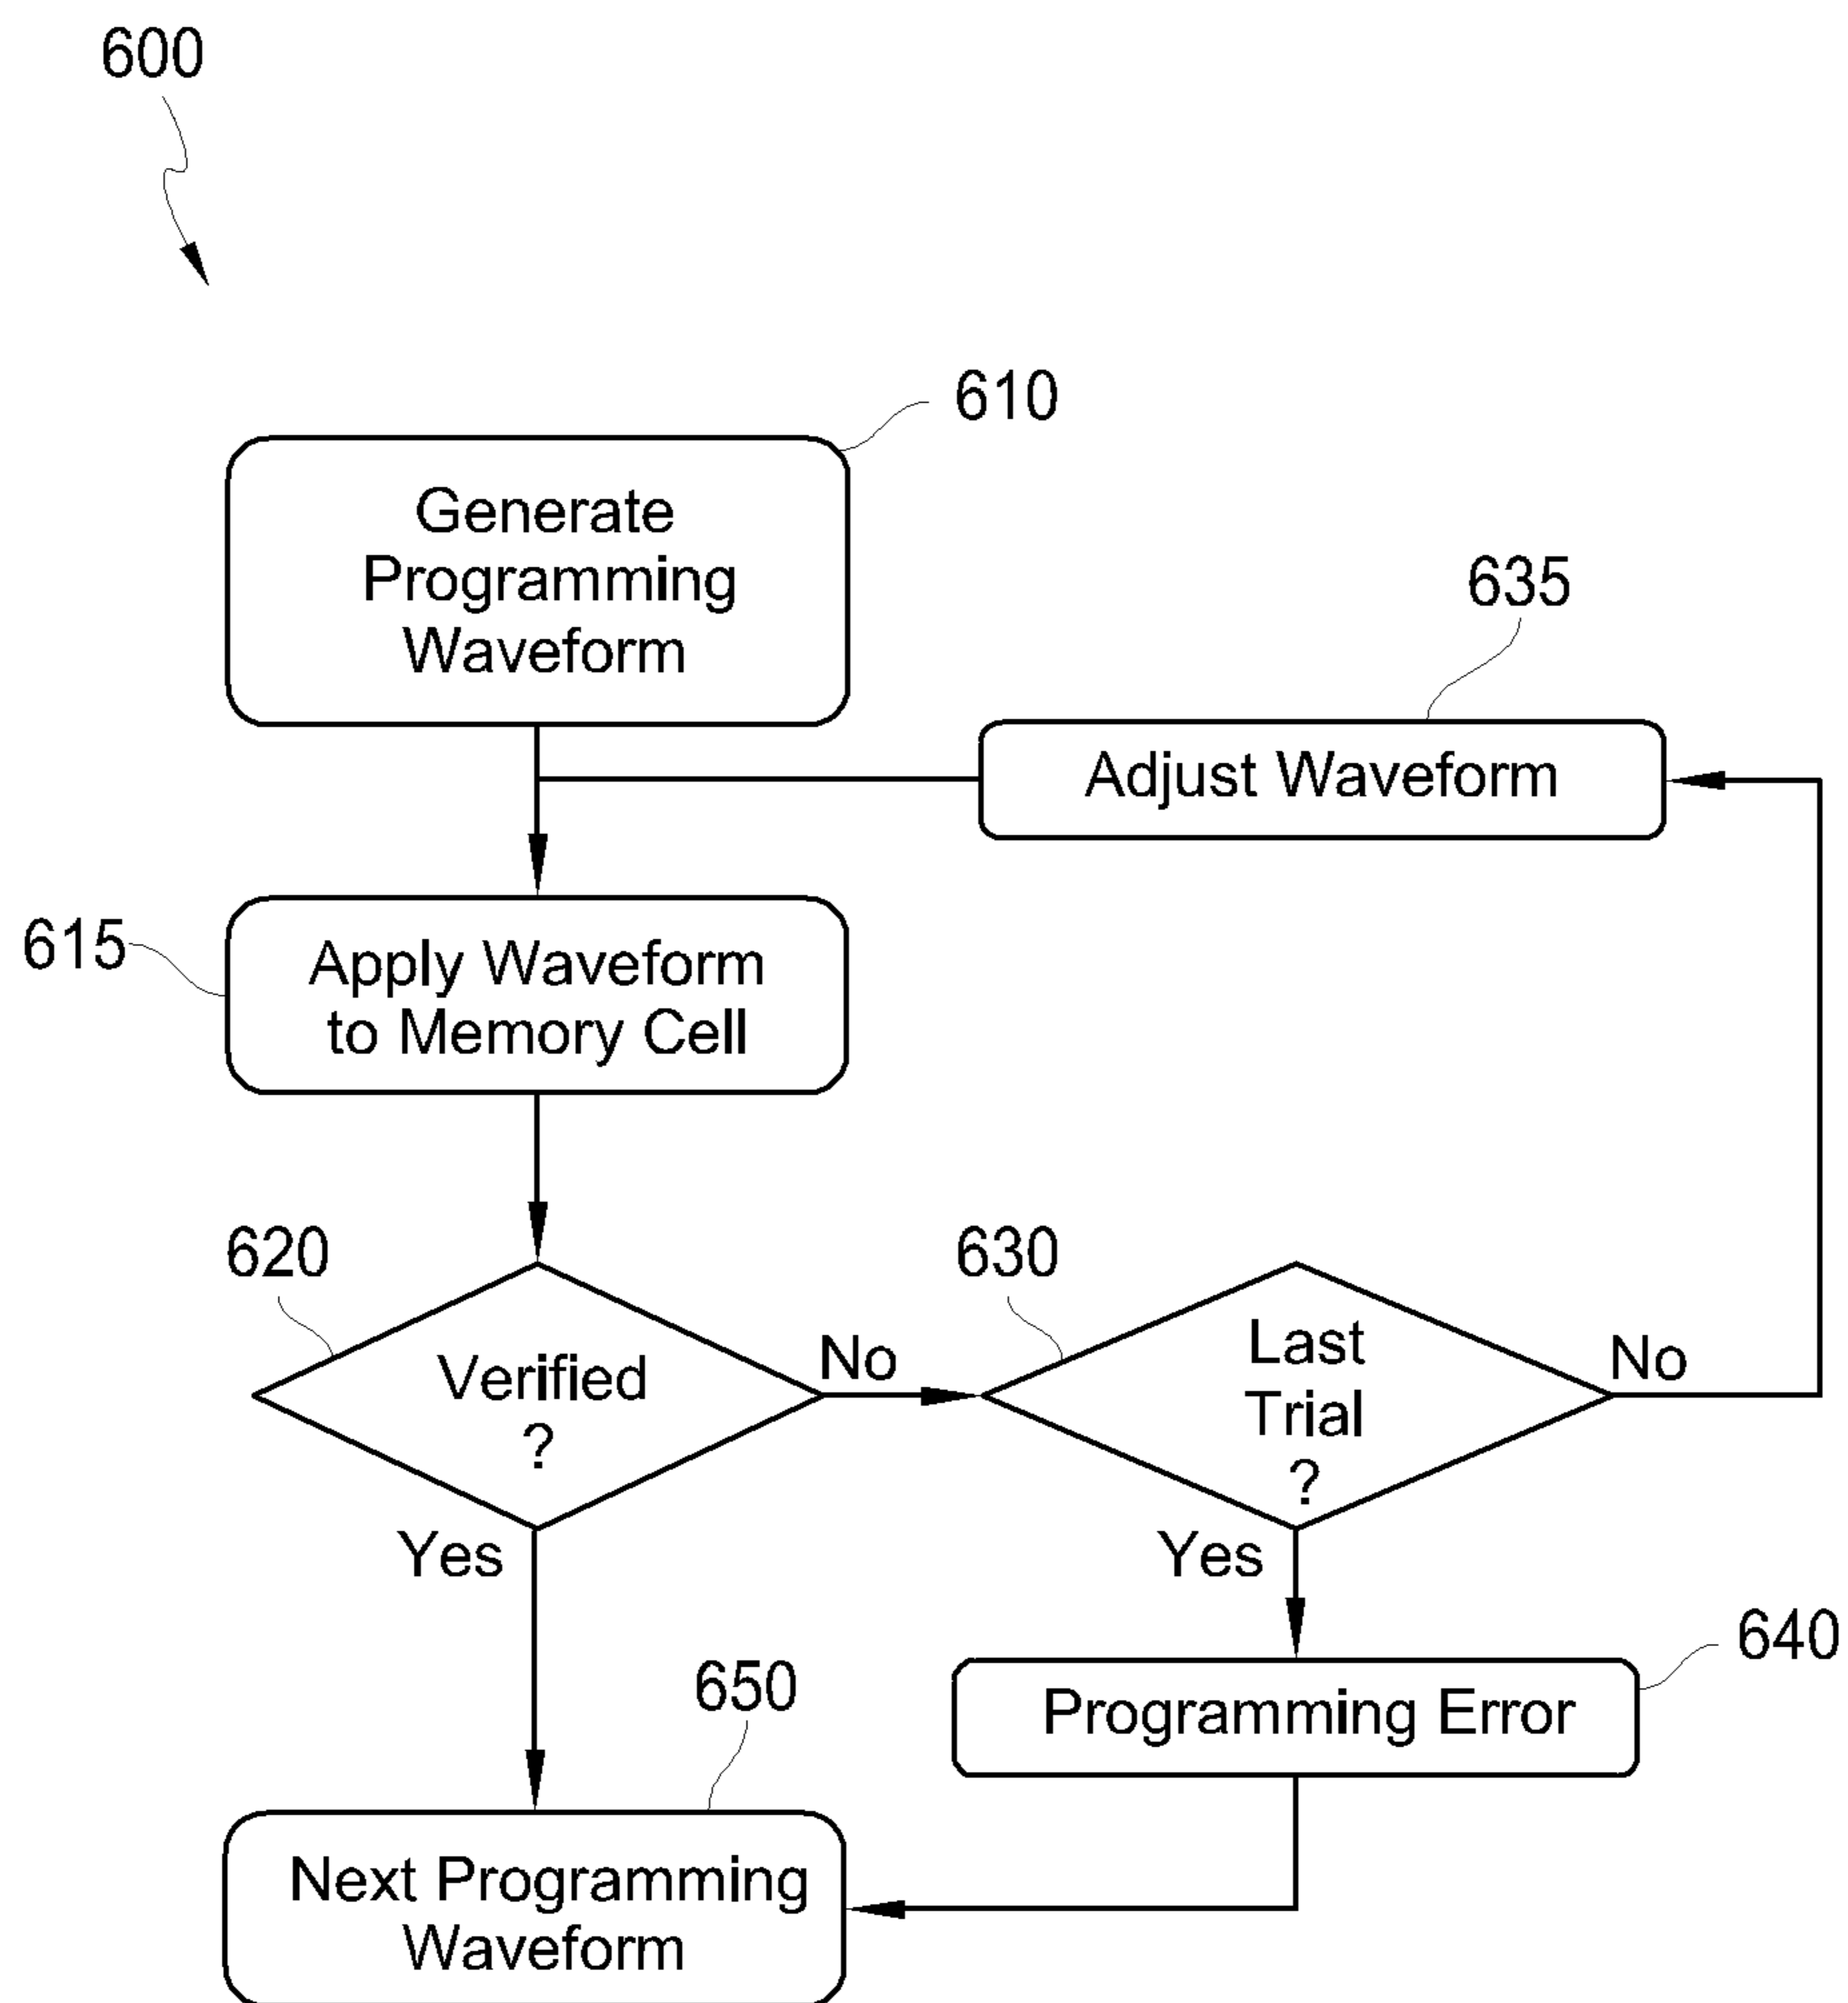 600
610
Generate
Programming
Waveform
635
Adjust Waveform
615
Apply Waveform
to Memory Cell
620
Verified
?
No
630
Last
Trial
?
No
Yes
Yes
640
Programming Error
650
Next Programming
Waveform